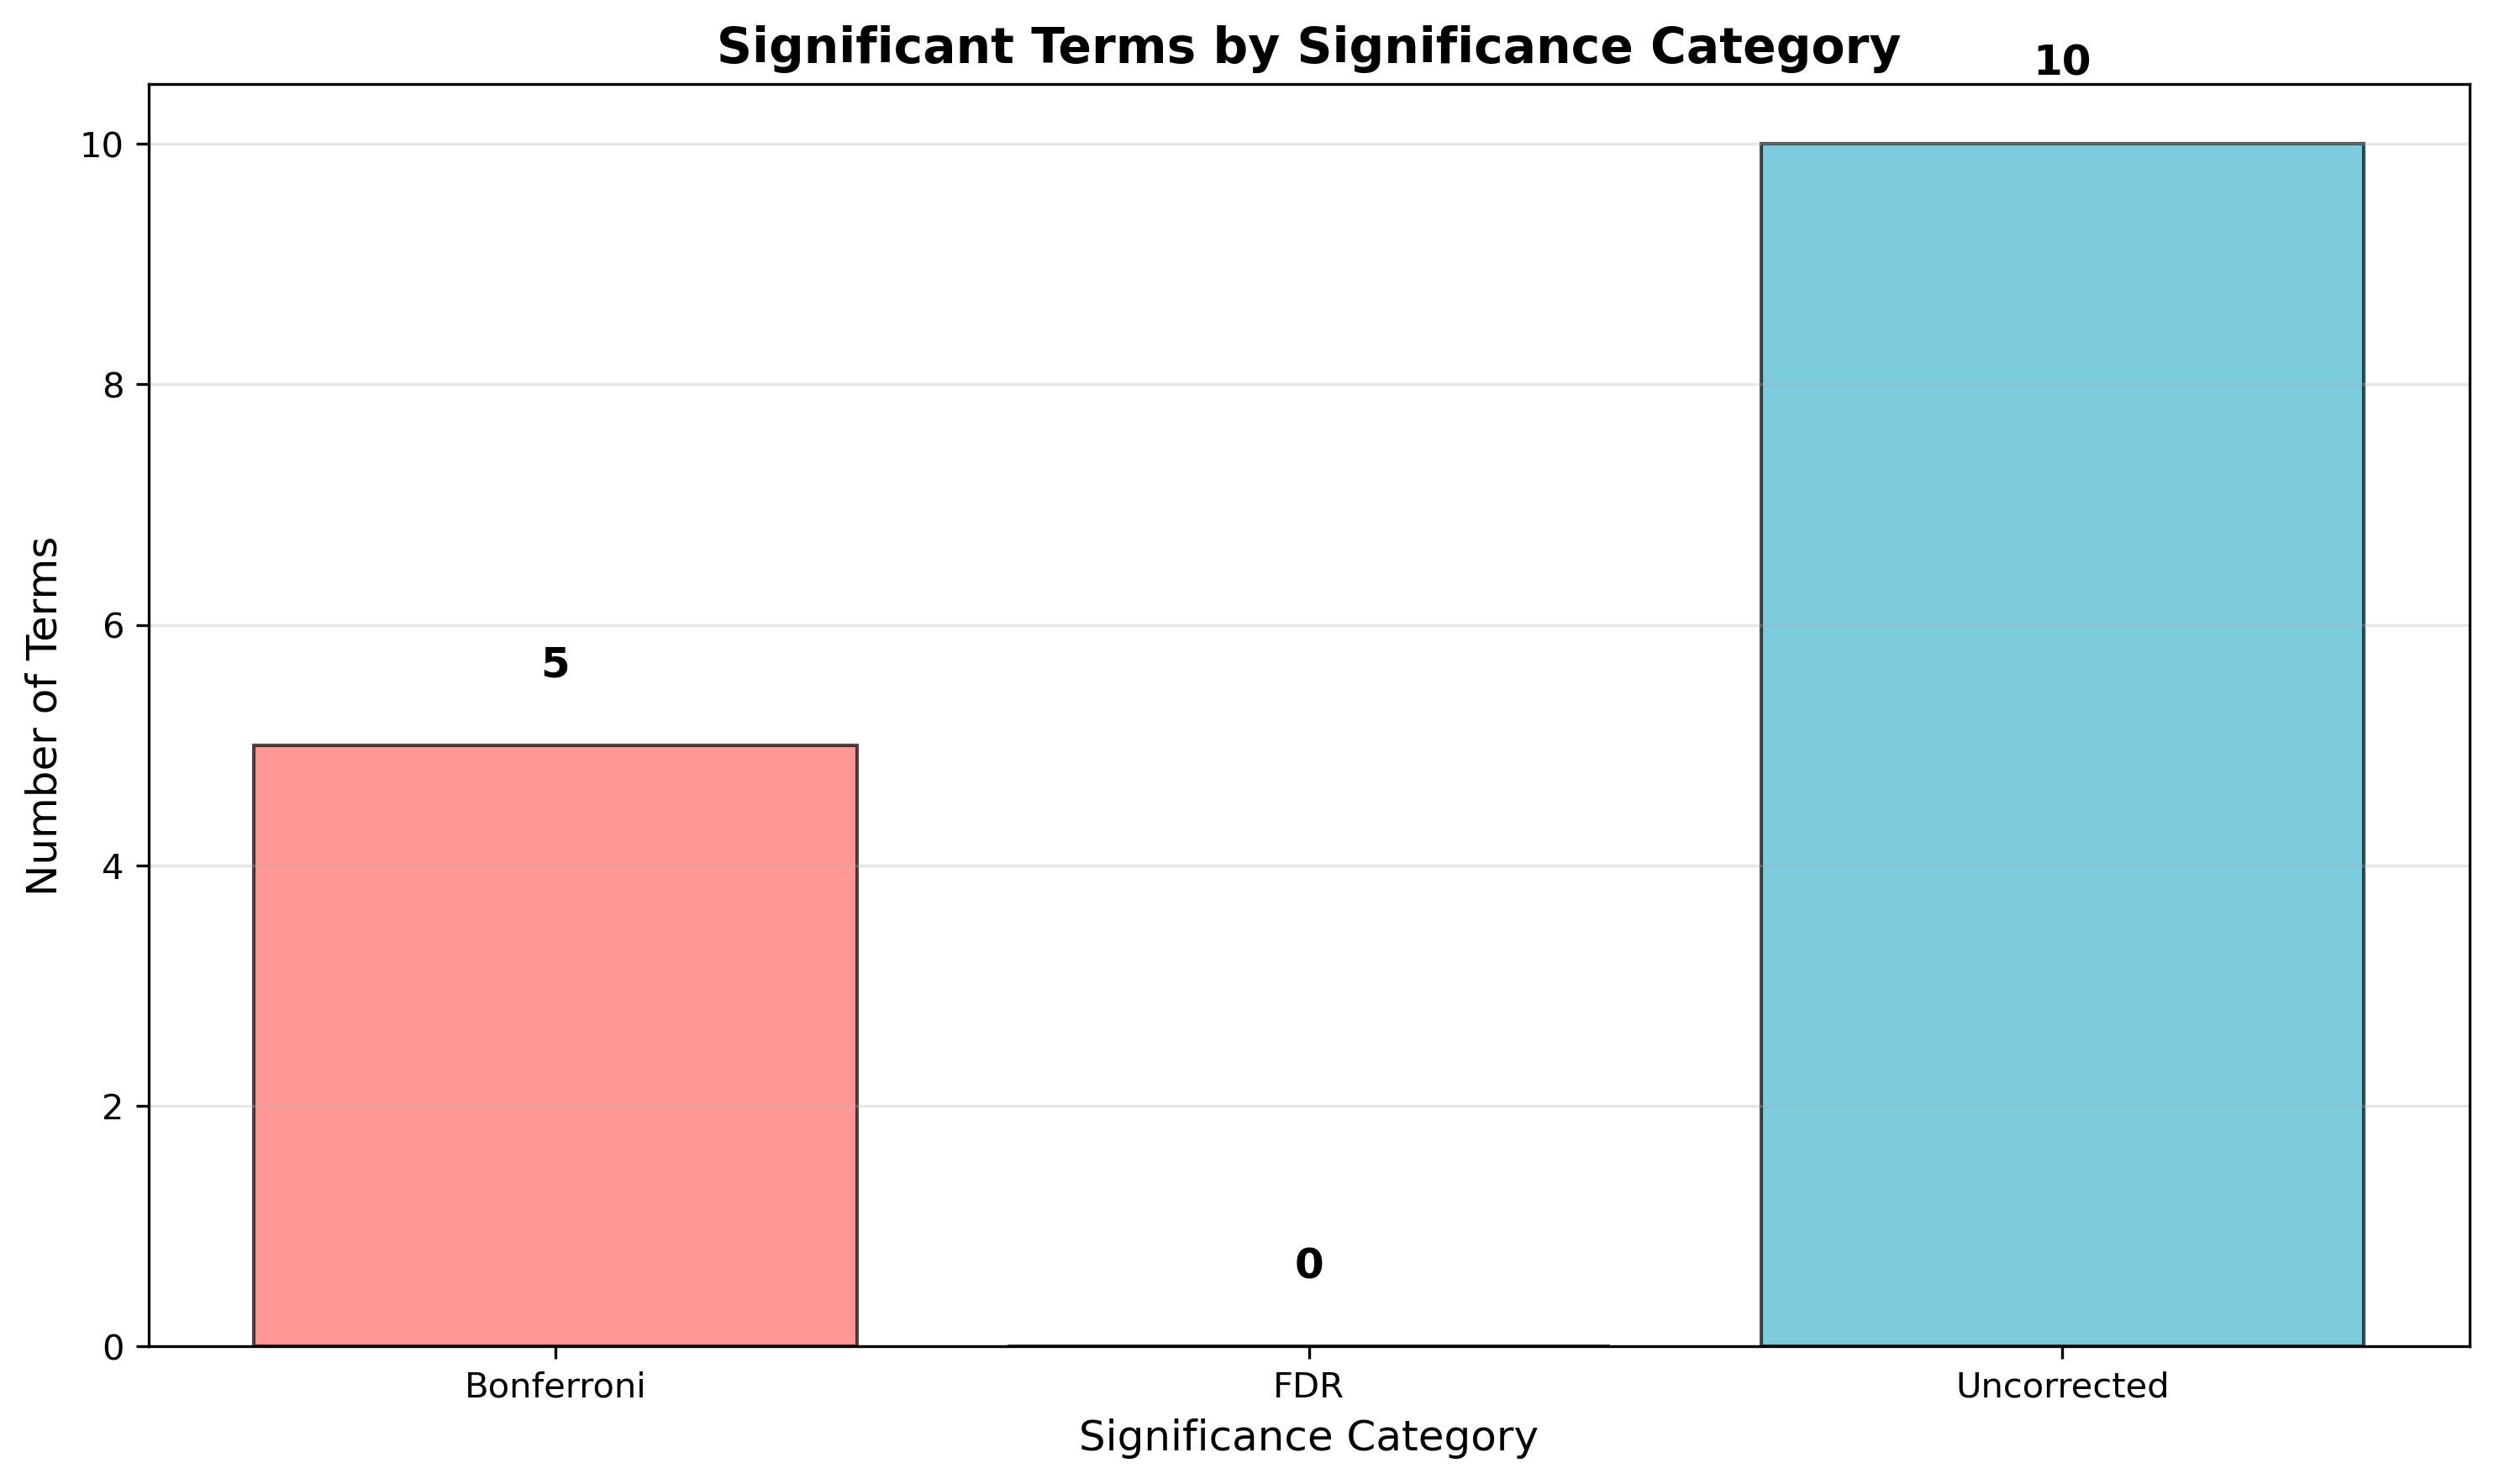 Significant Terms by Significance Category
10
10
8
6
4
2
0
5
0
Number of Terms
Bonferroni
FDR
Uncorrected
Significance Category